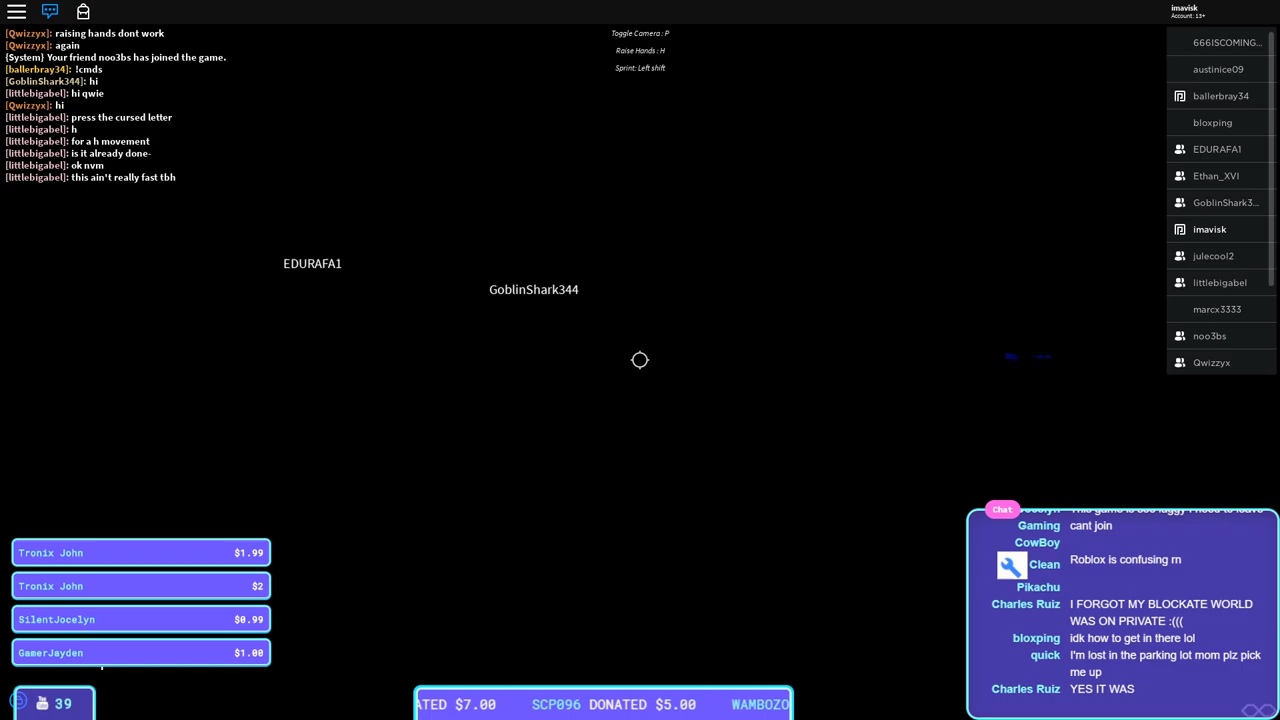 imavisk
Account: 13+
[Qwizzyx]: raising hands dont work
[Qwizzyx]: again
{System} Your friend noo3bs has joined the game.
[ballerbray34]: !cmds
[GoblinShark344]: hi
[littlebigabel]: hi qwie
[Qwizzyx]: hi
[littlebigabel]: press the cursed letter
[littlebigabel]: h
[littlebigabel]: for a h movement
[littlebigabel]: is it already done-
[littlebigabel]: ok nvm
[littlebigabel]: this ain't really fast tbh
Toggle Camera : P
Raise Hands : H
Sprint: Left shift
666ISCOMING...
austinice09
ballerbray34
bloxping
EDURAFA1
Ethan_XVI
GoblinShark3...
imavisk
julecool2
littlebigabel
marcx3333
noo3bs
Qwizzyx
EDURAFA1
GoblinShark344
Tronix John $1.99
Tronix John $2
SilentJocelyn $0.99
GamerJayden $1.00
39
ATED $7.00 SCP096 DONATED $5.00 WAMBOZO
Chat
Gaming CowBoy cant join
Clean Pikachu Roblox is confusing rn
Charles Ruiz I FORGOT MY BLOCKATE WORLD
WAS ON PRIVATE :(((
bloxping idk how to get in there lol
quick I'm lost in the parking lot mom plz pick
me up
Charles Ruiz YES IT WAS